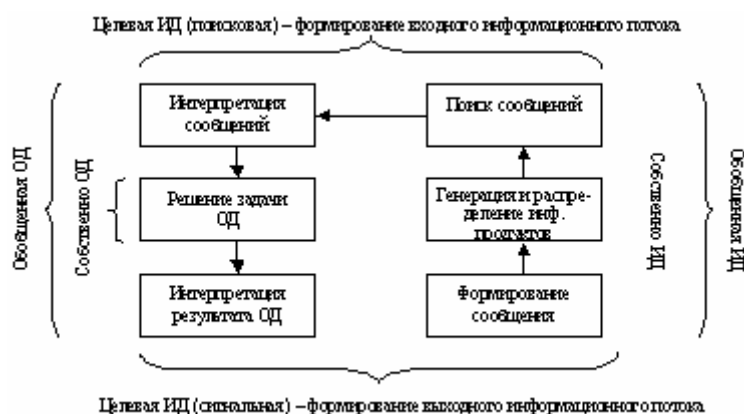 Целевая ИД (поисковая) – формирование входного информационного потока
Интерпретация
сообщений
Поиск сообщений
Решение задачи
ОД
Генерация и распре-
деление инф.
продуктов
Интерпретация
результата ОД
Формирование
сообщения
Обобщенная ОД
Собственно ОД
Собственно ИД
Обобщенная ИД
Целевая ИД (сигнальная) – формирование выходного информационного потока